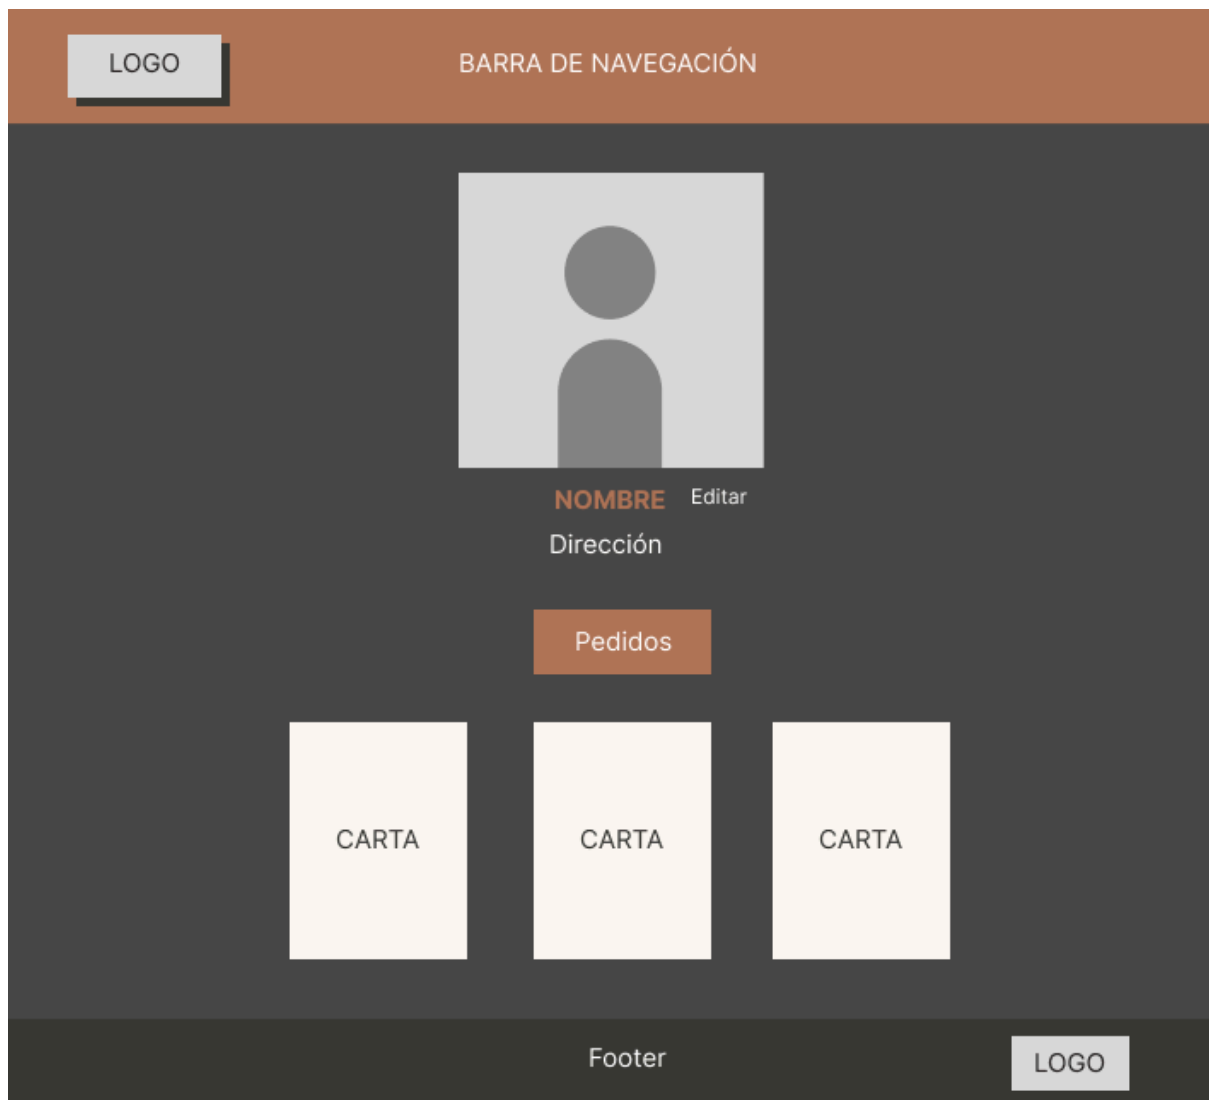 LOGO
BARRA DE NAVEGACIÓN
NOMBRE Editar
Dirección
Pedidos
CARTA CARTA CARTA
Footer
LOGO